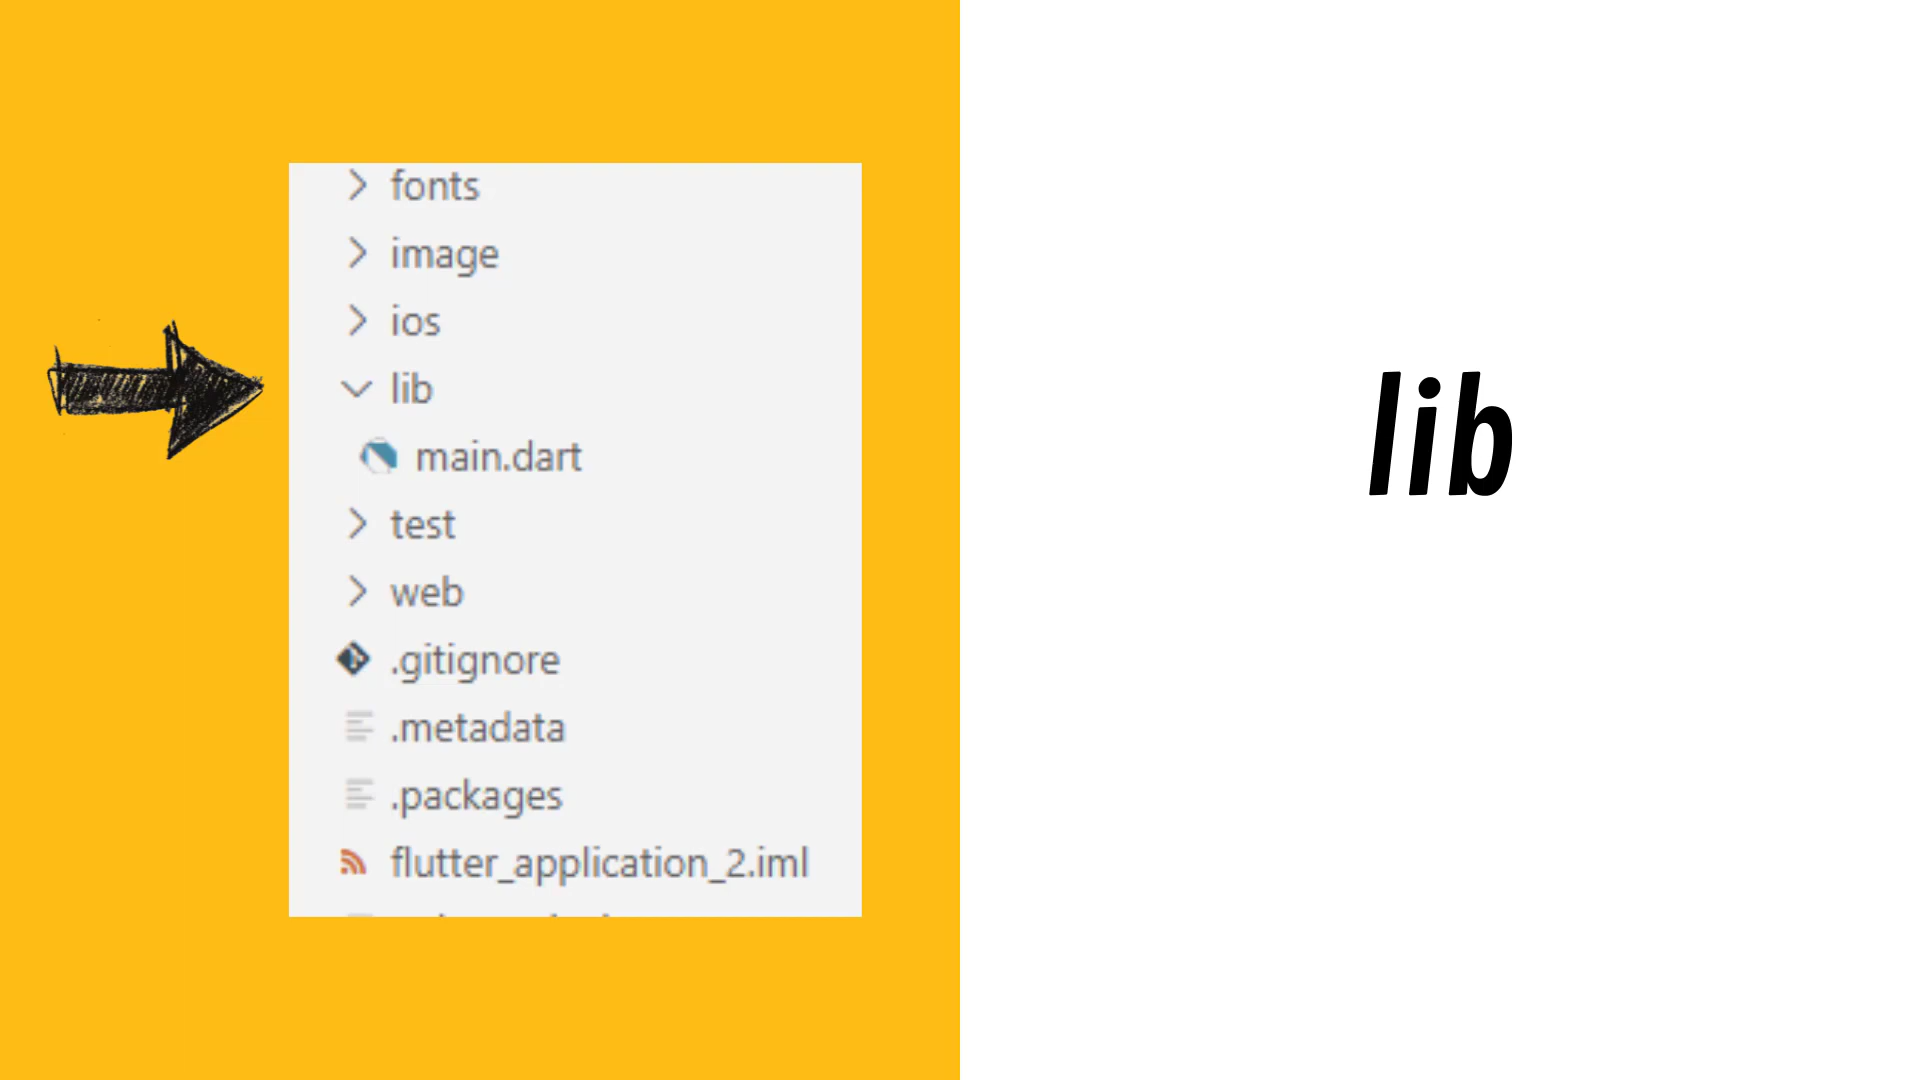 fonts
image
ios
lib
main.dart
test
web
.gitignore
.metadata
.packages
flutter_application_2.iml
lib